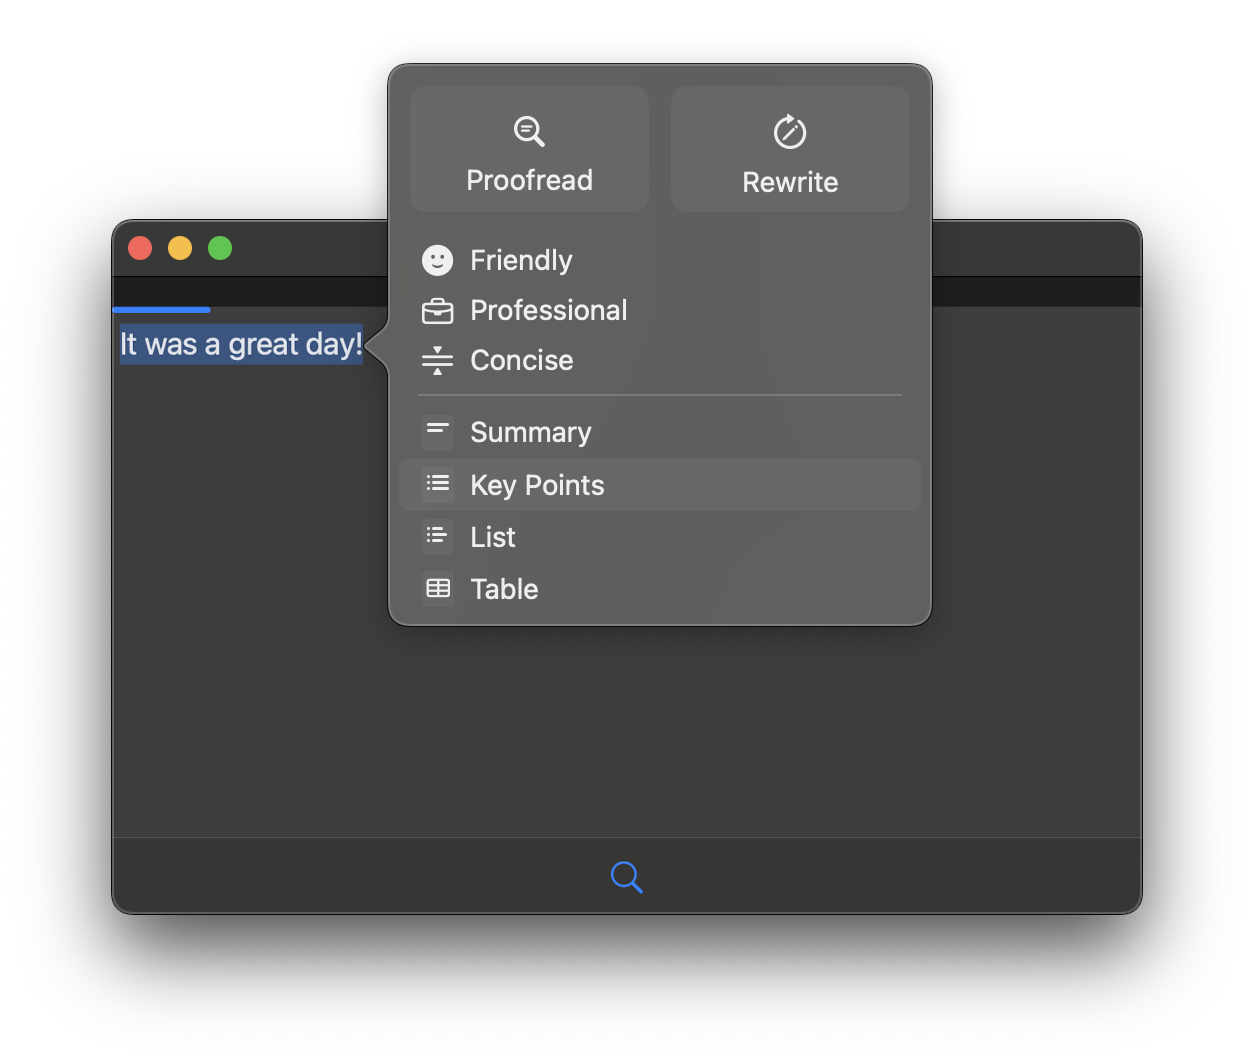 Proofread
Rewrite
Friendly
Professional
Concise
It was a great day!
Summary
Key Points
List
Table